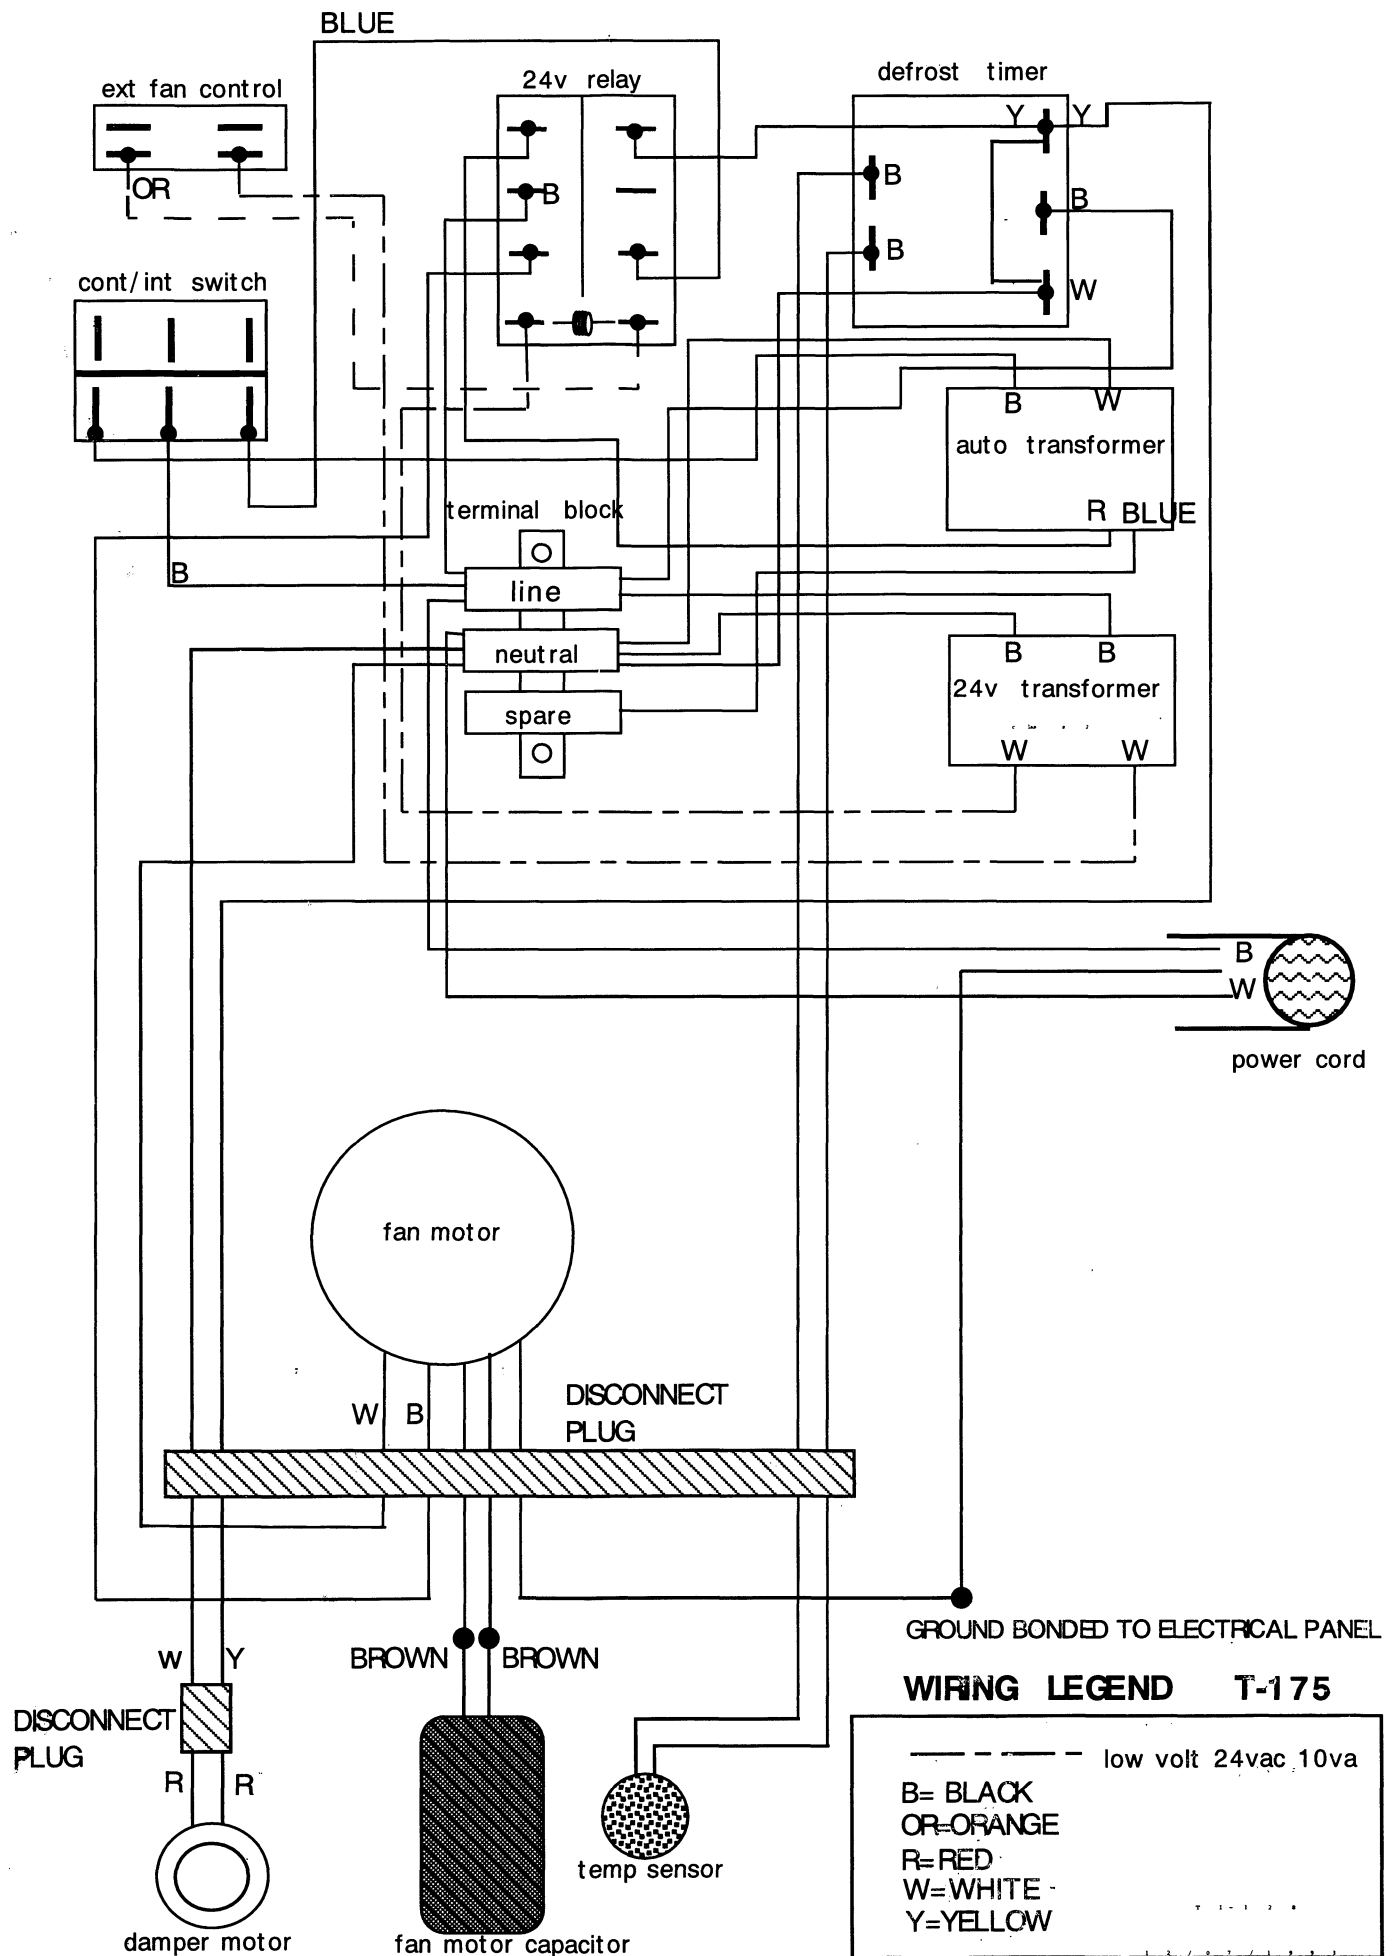 BLUE
ext fan control
24v relay
defrost timer
Y Y
B
OR
B
B
B
cont/int switch
W
B W
auto transformer
R BLUE
terminal block
B
line
neutral
B B
24v transformer
spare
W W
B
W
power cord
fan motor
DISCONNECT
PLUG
W B
GROUND BONDED TO ELECTRICAL PANEL
W Y
BROWN BROWN
WIRING LEGEND T-175
DISCONNECT
PLUG
R R
low volt 24vac 10va
B= BLACK
OR=ORANGE
R=RED
W=WHITE
Y=YELLOW
temp sensor
damper motor
fan motor capacitor